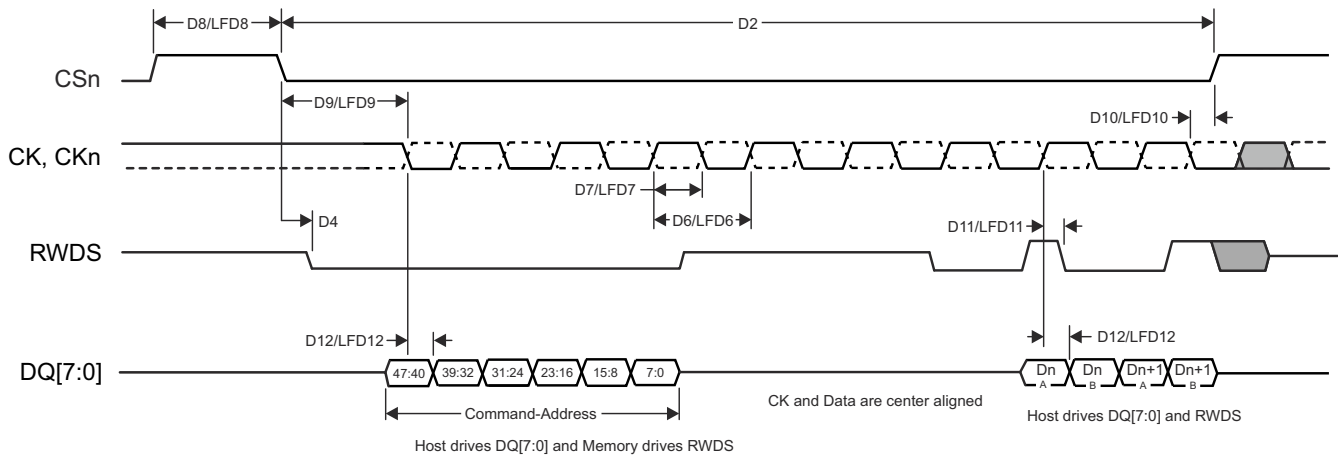 D8/LFD8
D2
CSn
D9/LFD9
D10/LFD10
CK, CKn
D7/LFD7
D4
D6/LFD6
D11/LFD11
RWDS
D12/LFD12
D12/LFD12
DQ[7:0]
47:40 39:32 31:24 23:16 15:8 7:0
Dn A Dn B Dn+1 A Dn+1 B
Command-Address
CK and Data are center aligned
Host drives DQ[7:0] and RWDS
Host drives DQ[7:0] and Memory drives RWDS